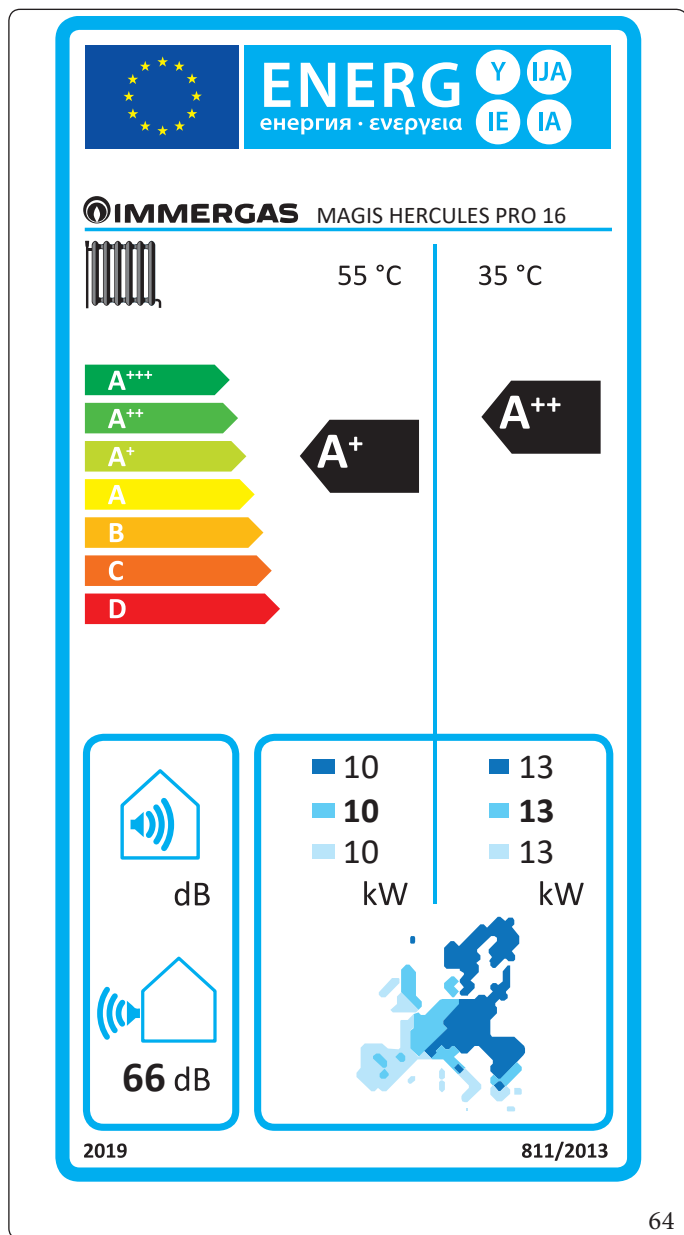 ENERG Y IJA
енергия · ενεργεια IE IA
IMMERGAS MAGIS HERCULES PRO 16
55 °C 35 °C
A+++
A++
A+
A
B
C
D
A+
A++
10 13
10 13
10 13
kW kW
dB
66 dB
2019 811/2013
64